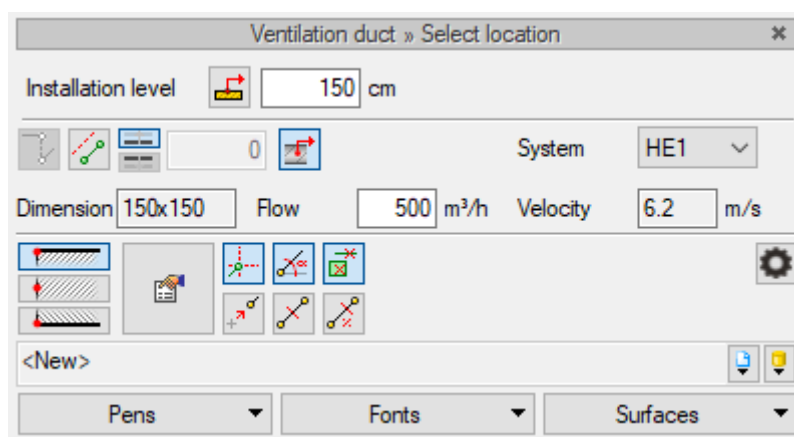 Ventilation duct » Select location
Installation level 150 cm
0 System HE1
Dimension 150x150 Flow 500 m³/h Velocity 6.2 m/s
<New>
Pens Fonts Surfaces